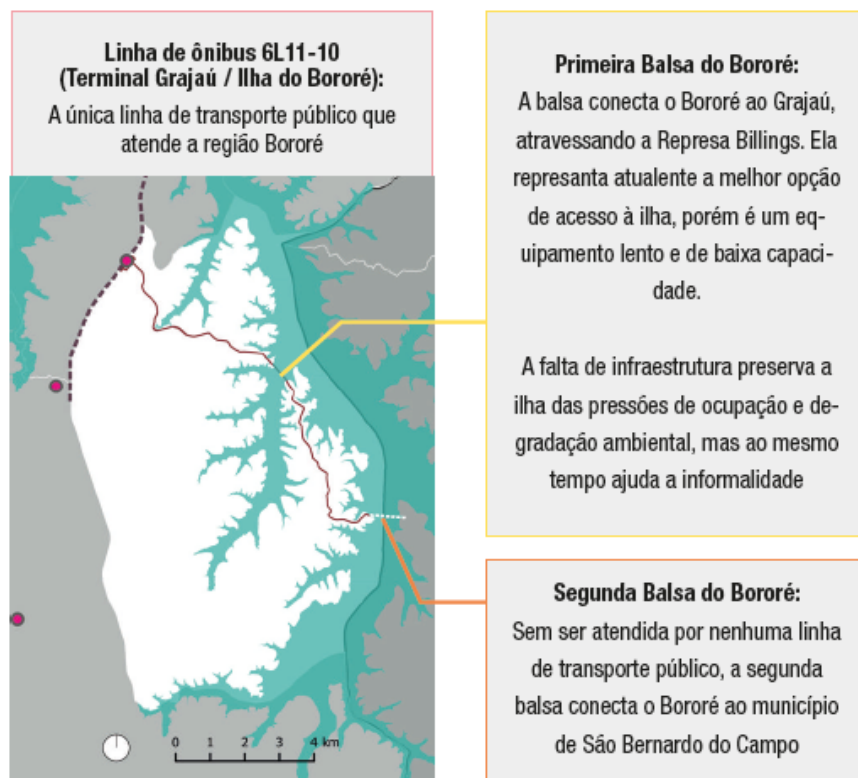 Linha de ônibus 6L11-10
(Terminal Grajaú / Ilha do Bororé):
A única linha de transporte público que
atende a região Bororé
Primeira Balsa do Bororé:
A balsa conecta o Bororé ao Grajaú,
atravessando a Represa Billings. Ela
represanta atualente a melhor opção
de acesso à ilha, porém é um eq-
uipamento lento e de baixa capaci-
dade.
A falta de infraestrutura preserva a
ilha das pressões de ocupação e de-
gradação ambiental, mas ao mesmo
tempo ajuda a informalidade
Segunda Balsa do Bororé:
Sem ser atendida por nenhuma linha
de transporte público, a segunda
balsa conecta o Bororé ao município
de São Bernardo do Campo
0 1 2 3 4 km